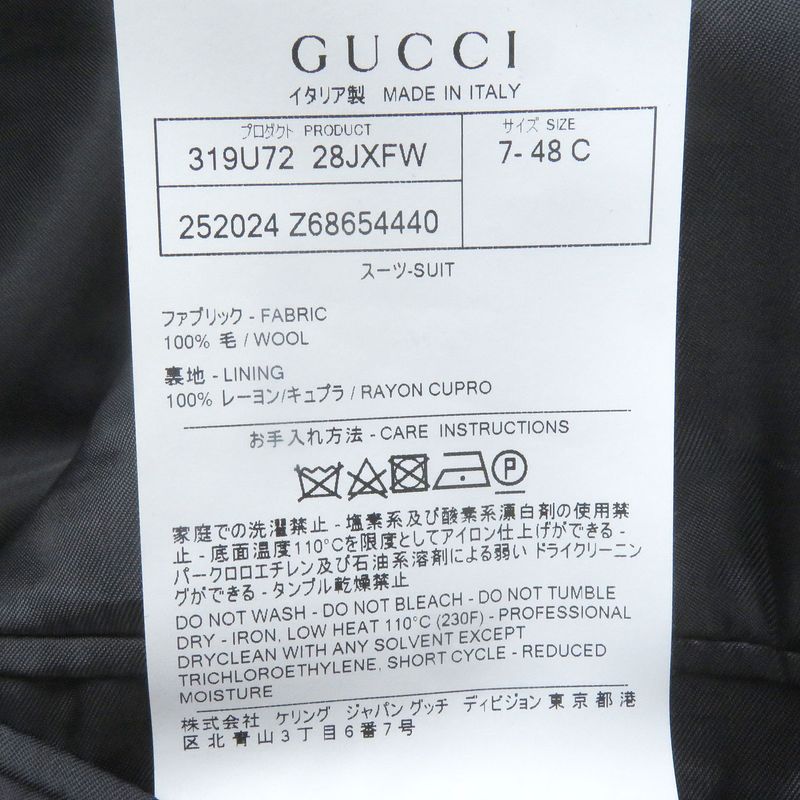 GUCCI
イタリア製 MADE IN ITALY
プロダクト PRODUCT
サイズ SIZE
319U72 28JXFW
7- 48 C
252024 Z68654440
スーツ-SUIT
ファブリック - FABRIC
100% 毛 / WOOL
裏地 - LINING
100% レーヨン/キュプラ / RAYON CUPRO
お手入れ方法 - CARE INSTRUCTIONS
P
家庭での洗濯禁止 - 塩素系及び酸素系漂白剤の使用禁
止 - 底面温度110°Cを限度としてアイロン仕上げができる -
パークロロエチレン及び石油系溶剤による弱い ドライクリーニン
グができる - タンブル乾燥禁止
DO NOT WASH - DO NOT BLEACH - DO NOT TUMBLE
DRY - IRON, LOW HEAT 110°C (230F) - PROFESSIONAL
DRYCLEAN WITH ANY SOLVENT EXCEPT
TRICHLOROETHYLENE, SHORT CYCLE - REDUCED
MOISTURE
株式会社 ケリング ジャパン グッチ ディビジョン 東京都港
区北青山3丁目6番7号